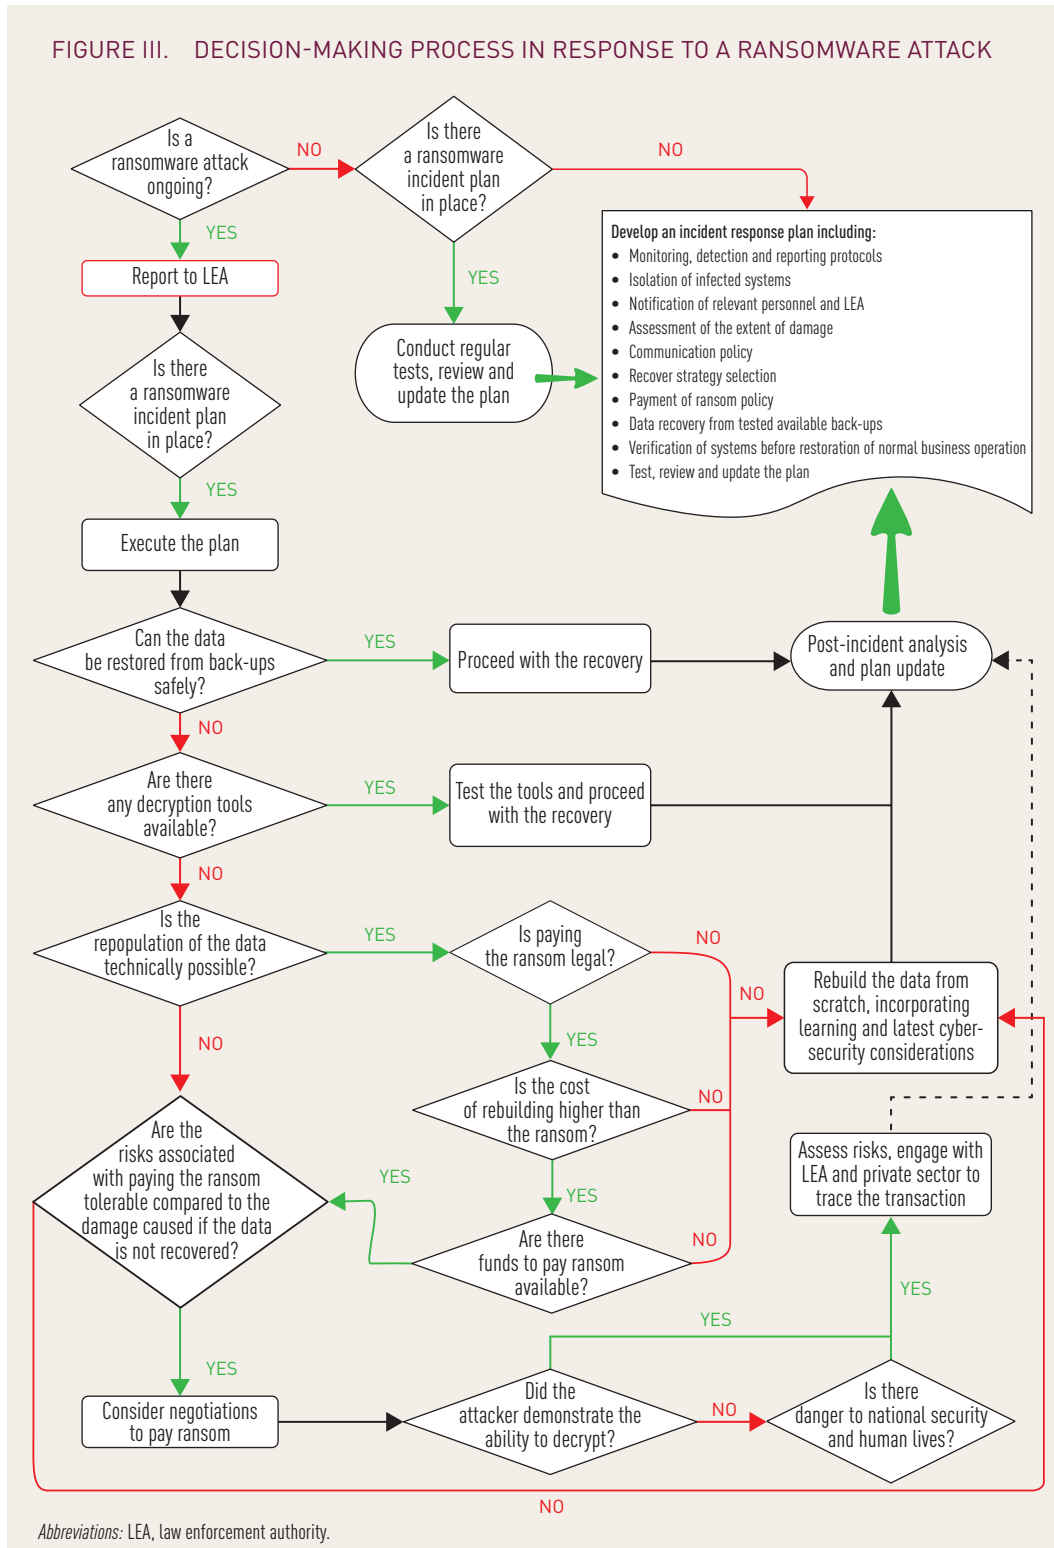 FIGURE III. DECISION-MAKING PROCESS IN RESPONSE TO A RANSOMWARE ATTACK
Is a
ransomware attack
ongoing?
NO
Is there
a ransomware
incident plan
in place?
NO
YES
Report to LEA
YES
Develop an incident response plan including:
• Monitoring, detection and reporting protocols
• Isolation of infected systems
• Notification of relevant personnel and LEA
• Assessment of the extent of damage
• Communication policy
• Recover strategy selection
• Payment of ransom policy
• Data recovery from tested available back-ups
• Verification of systems before restoration of normal business operation
• Test, review and update the plan
Conduct regular
tests, review and
update the plan
Is there
a ransomware
incident plan
in place?
YES
Execute the plan
Can the data
be restored from back-ups
safely?
YES
Proceed with the recovery
Post-incident analysis
and plan update
NO
Are there
any decryption tools
available?
YES
Test the tools and proceed
with the recovery
NO
Is the
repopulation of the data
technically possible?
YES
Is paying
the ransom legal?
NO
NO
Rebuild the data from
scratch, incorporating
learning and latest cyber-
security considerations
NO
YES
Is the cost
of rebuilding higher than
the ransom?
NO
Are the
risks associated
with paying the ransom
tolerable compared to the
damage caused if the data
is not recovered?
YES
YES
Are there
funds to pay ransom
available?
NO
Assess risks, engage with
LEA and private sector to
trace the transaction
YES
YES
YES
Consider negotiations
to pay ransom
Did the
attacker demonstrate the
ability to decrypt?
NO
Is there
danger to national security
and human lives?
NO
Abbreviations: LEA, law enforcement authority.